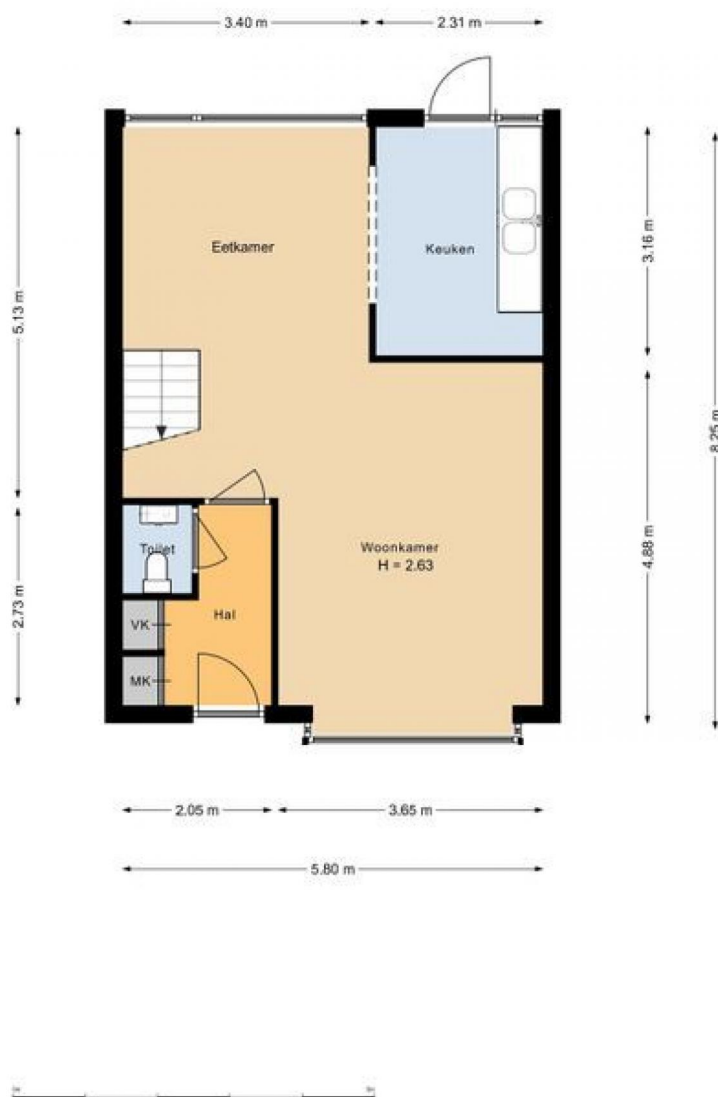 3.40 m
2.31 m
5.13 m
Eetkamer
Keuken
3.16 m
8.25 m
2.73 m
Toilet
VK
MK
Hal
Woonkamer
H = 2.63
4.88 m
2.05 m
3.65 m
5.80 m